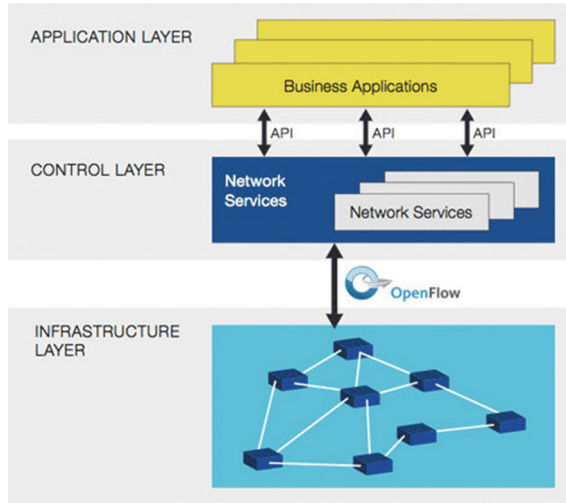 APPLICATION LAYER
Business Applications
API
API
API
CONTROL LAYER
Network
Services
Network Services
OpenFlow
INFRASTRUCTURE
LAYER